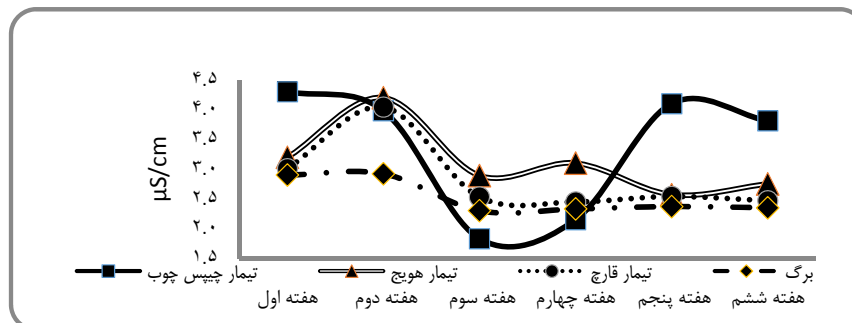 ۴.۵
۴.۰
۳.۵
۳.۰
۲.۵
۲.۰
۱.۵
µS/cm
تیمار چیپس چوب تیمار هویج تیمار قارچ برگ
هفته اول هفته دوم هفته سوم هفته چهارم هفته پنجم هفته ششم